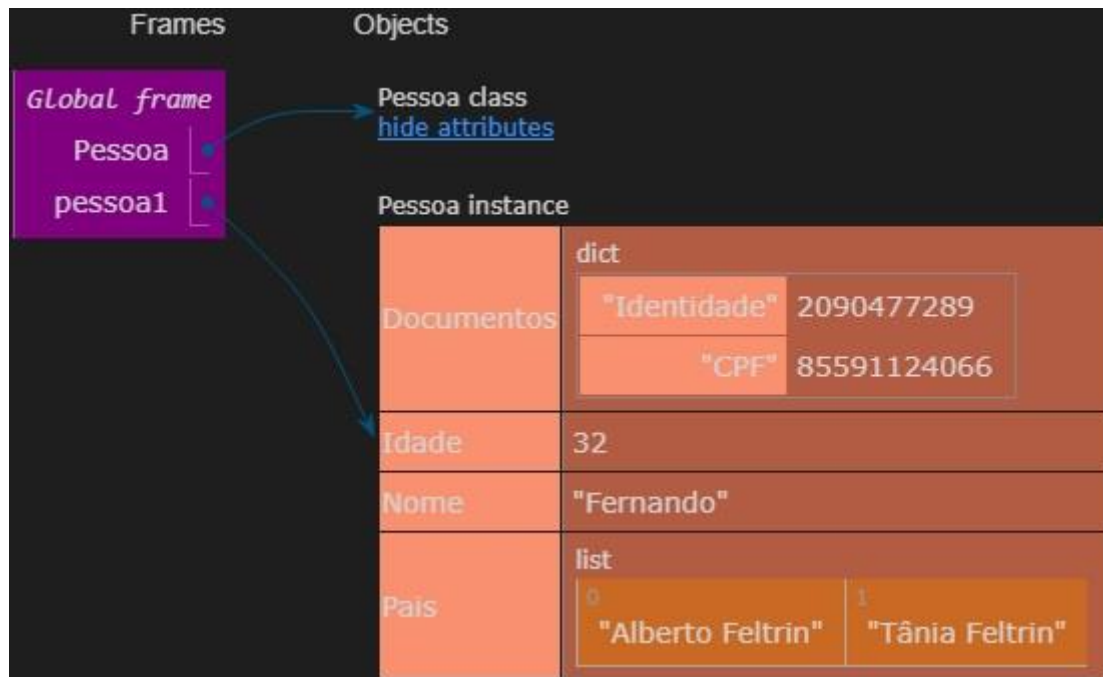 Frames Objects
Global frame
Pessoa
pessoa1
Pessoa class
hide attributes
Pessoa instance
Documentos
dict
"Identidade" 2090477289
"CPF" 85591124066
Idade 32
Nome "Fernando"
Pais
list
0 1
"Alberto Feltrin" "Tânia Feltrin"